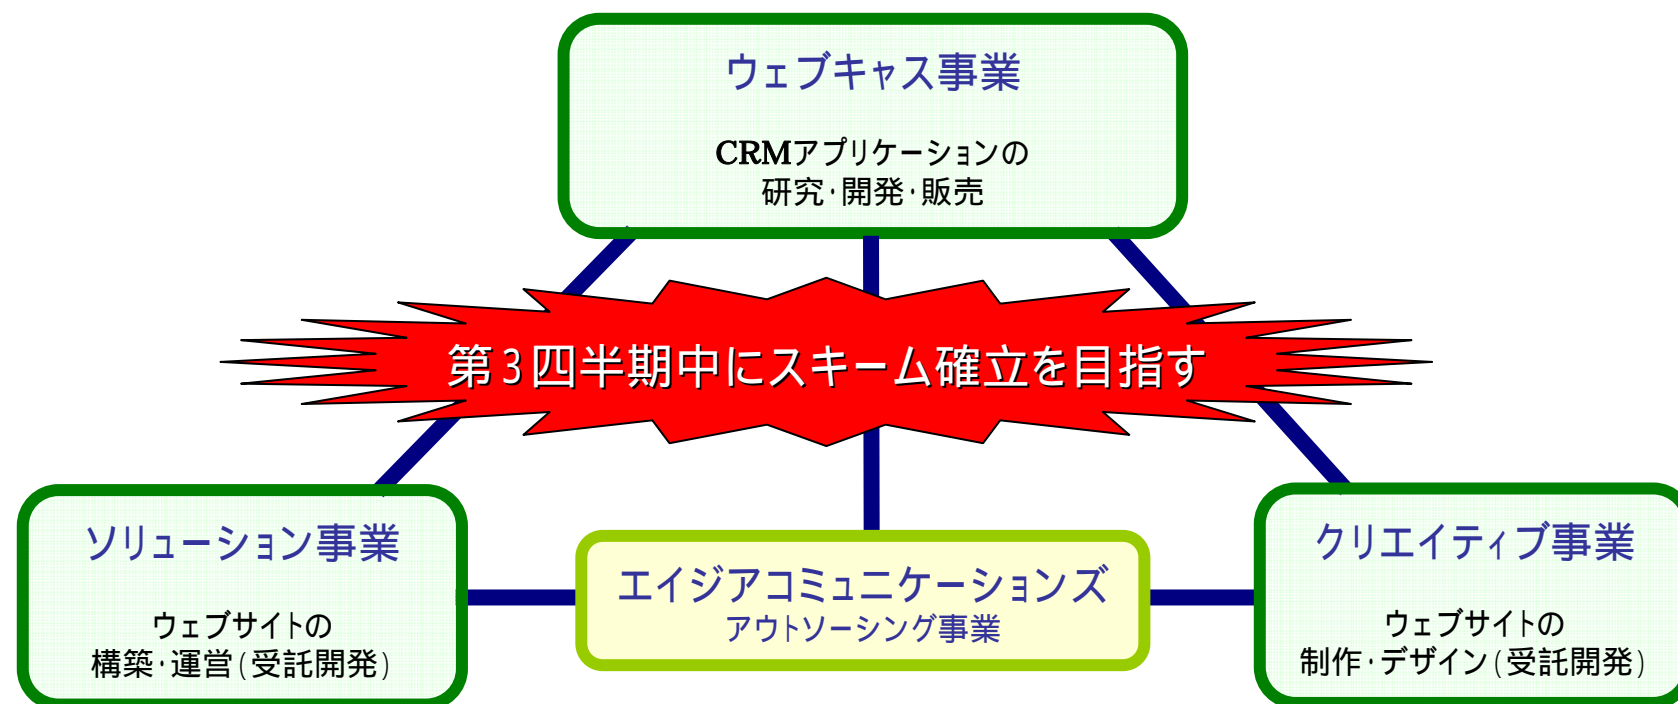 ウェブキャス事業
CRMアプリケーションの
研究・開発・販売
第3四半期中にスキーム確立を目指す
ソリューション事業
ウェブサイトの
構築・運営(受託開発)
エイジアコミュニケーションズ
アウトソーシング事業
クリエイティブ事業
ウェブサイトの
制作・デザイン(受託開発)